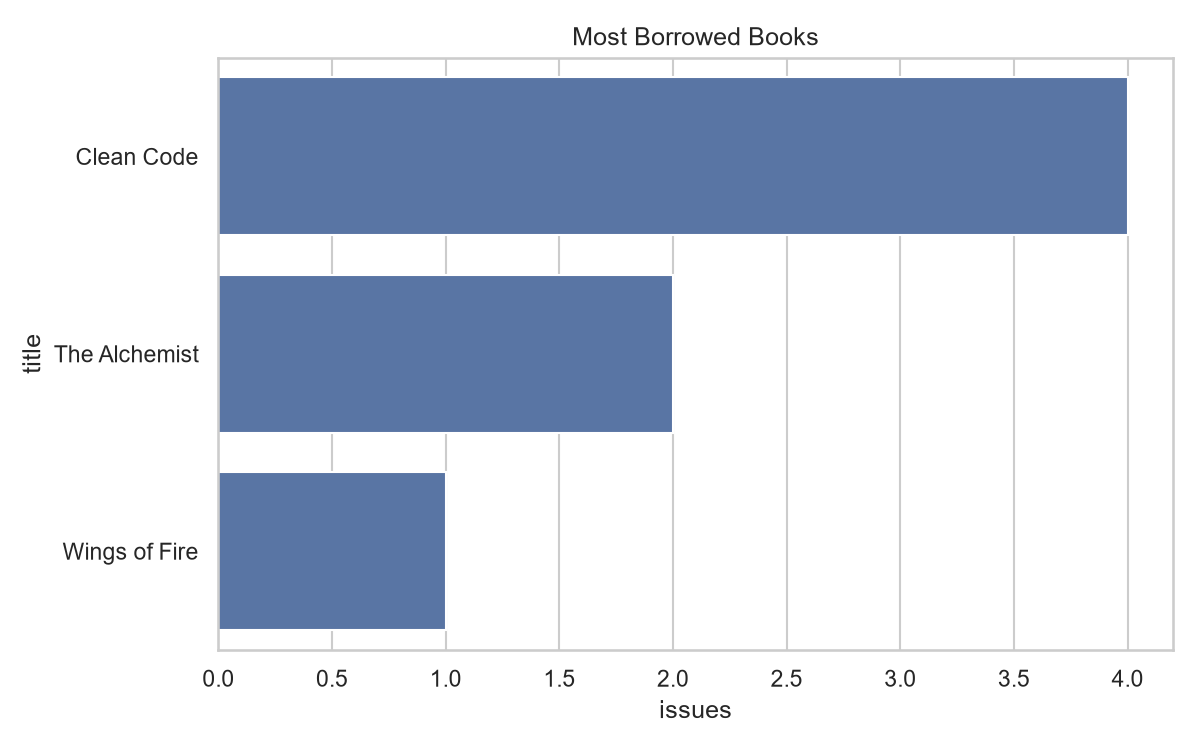 Most Borrowed Books
Clean Code
The Alchemist
Wings of Fire
title
0.0 0.5 1.0 1.5 2.0 2.5 3.0 3.5 4.0
issues